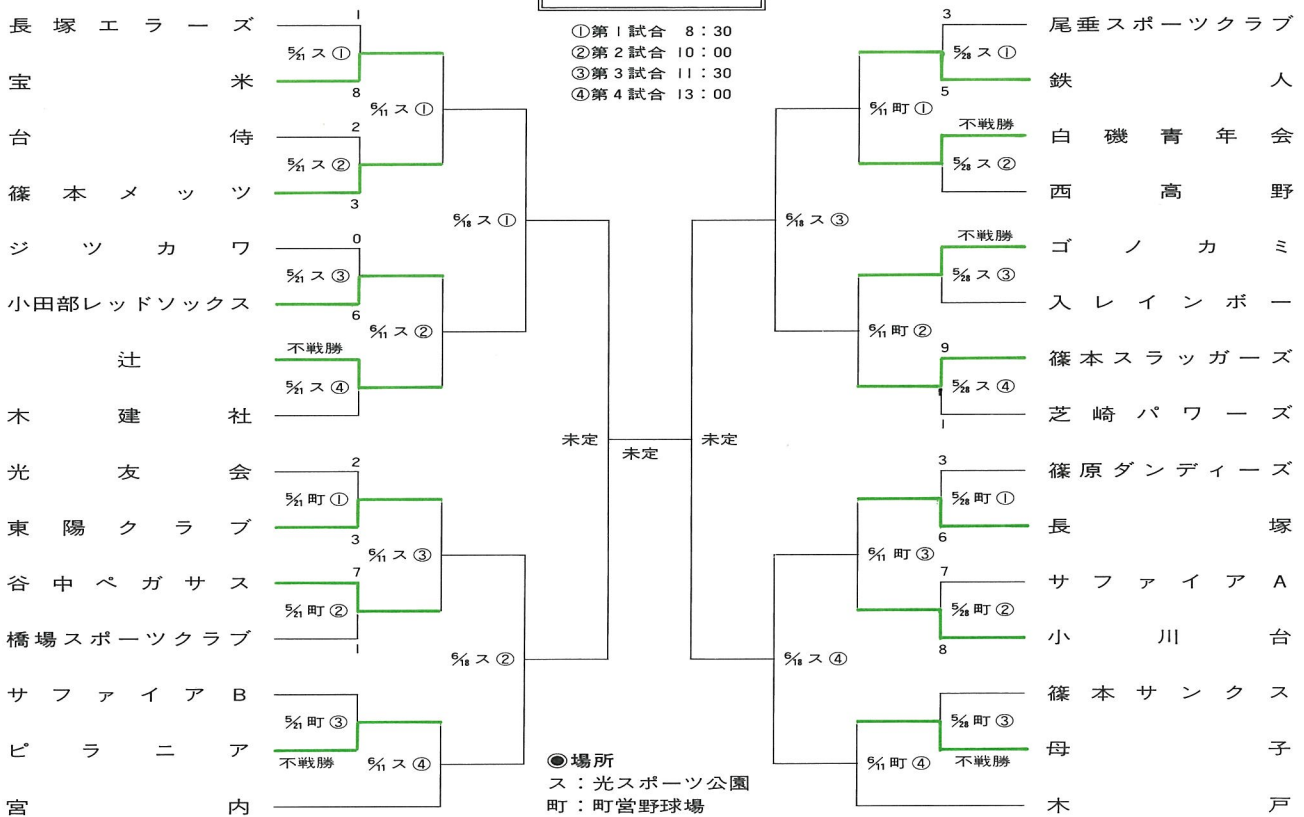 ①第1試合 8:30
②第2試合 10:00
③第3試合 11:30
④第4試合 13:00
長塚エラーズ
1
5/21 ス ①
宝米
8
6/11 ス ①
台侍
2
5/21 ス ②
篠本メッツ
3
6/18 ス ①
ジツカワ
0
5/21 ス ③
小田部レッドソックス
6
6/11 ス ②
辻
不戦勝
5/21 ス ④
木建社
光友会
2
5/21 町 ①
東陽クラブ
3
6/11 ス ③
谷中ペガサス
7
5/21 町 ②
橋場スポーツクラブ
1
6/18 ス ②
サファイアB
5/21 町 ③
ピラニア
不戦勝
6/11 ス ④
宮内
未定
未定
未定
3
尾垂スポーツクラブ
5/28 ス ①
5
鉄人
6/11 町 ①
不戦勝
白磯青年会
5/28 ス ②
西高野
6/18 ス ③
不戦勝
ゴノカミ
5/28 ス ③
入レインボー
6/11 町 ②
9
篠本スラッガーズ
5/28 ス ④
1
芝崎パワーズ
3
篠原ダンディーズ
5/28 町 ①
6
長塚
6/11 町 ③
7
サファイアA
5/28 町 ②
8
小川台
6/18 ス ④
篠本サンクス
5/28 町 ③
不戦勝
母子
6/11 町 ④
木戸
◉場所
ス：光スポーツ公園
町：町営野球場